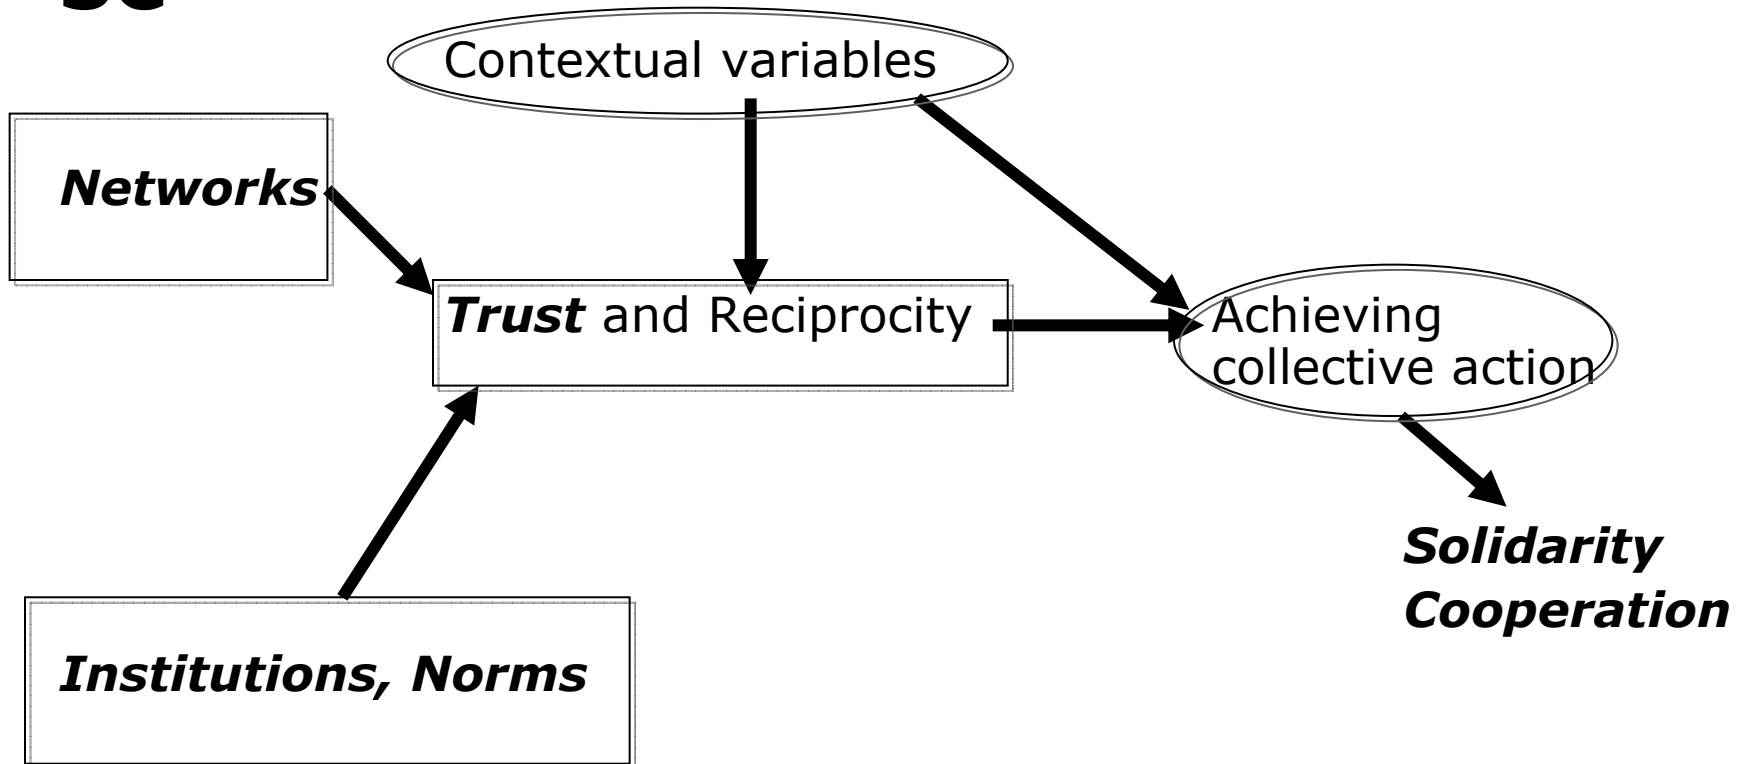 Contextual variables
Networks
Trust and Reciprocity
Achieving
collective action
Solidarity
Cooperation
Institutions, Norms